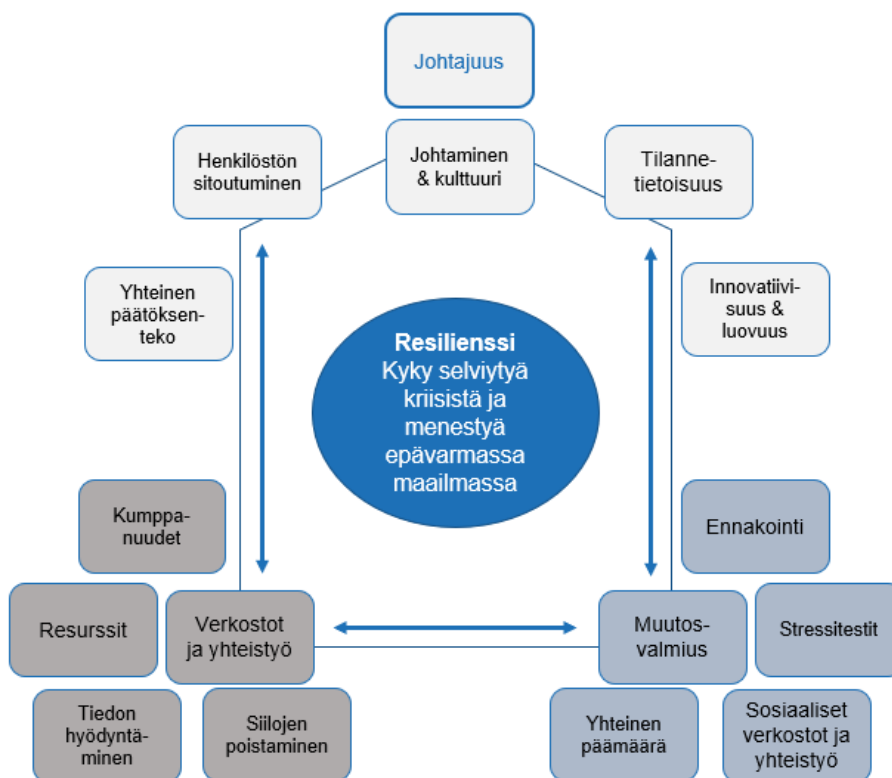 Johtajuus
Henkilöstön
sitoutuminen
Johtaminen
& kulttuuri
Tilanne-
tietoisuus
Yhteinen
päätöksen-
teko
Innovatiivi-
suus &
luovuus
Resilienssi
Kyky selviytyä
kriisistä ja
menestyä
epävarmassa
maailmassa
Kumppa-
nuudet
Ennakointi
Resurssit
Verkostot
ja yhteistyö
Muutos-
valmius
Stressitestit
Tiedon
hyödyntä-
minen
Siilojen
poistaminen
Yhteinen
päämäärä
Sosiaaliset
verkostot ja
yhteistyö